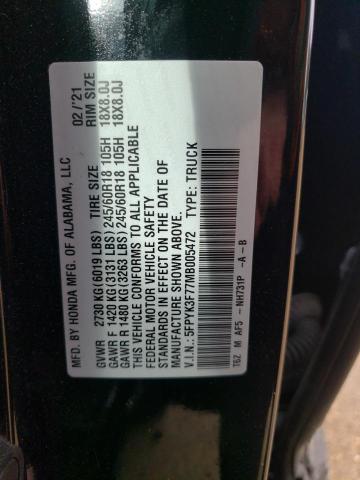 MFD. BY HONDA MFG. OF ALABAMA, LLC 02/'21
GVWR 2730 KG(6019 LBS) TIRE SIZE RIM SIZE
GAWR F 1420 KG(3131 LBS) 245/60R18 105H 18X8.0J
GAWR R 1480 KG(3263 LBS) 245/60R18 105H 18X8.0J
THIS VEHICLE CONFORMS TO ALL APPLICABLE
FEDERAL MOTOR VEHICLE SAFETY
STANDARDS IN EFFECT ON THE DATE OF
MANUFACTURE SHOWN ABOVE.
V.I.N.: 5FPYK3F77MB005472 TYPE: TRUCK
T6Z M AF5 -NH731P -A -B